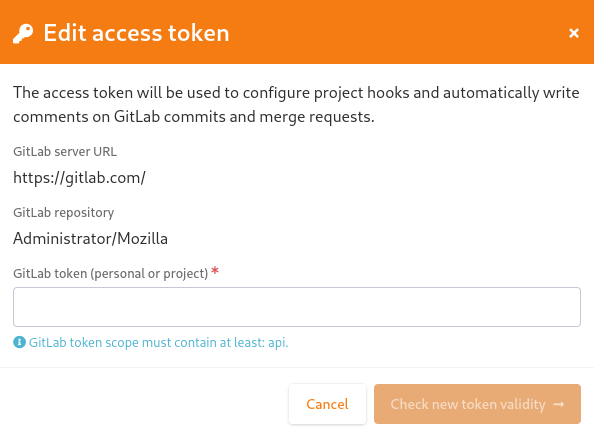 Edit access token
The access token will be used to configure project hooks and automatically write
comments on GitLab commits and merge requests.
GitLab server URL
https://gitlab.com/
GitLab repository
Administrator/Mozilla
GitLab token (personal or project) *
GitLab token scope must contain at least: api.
Cancel
Check new token validity →